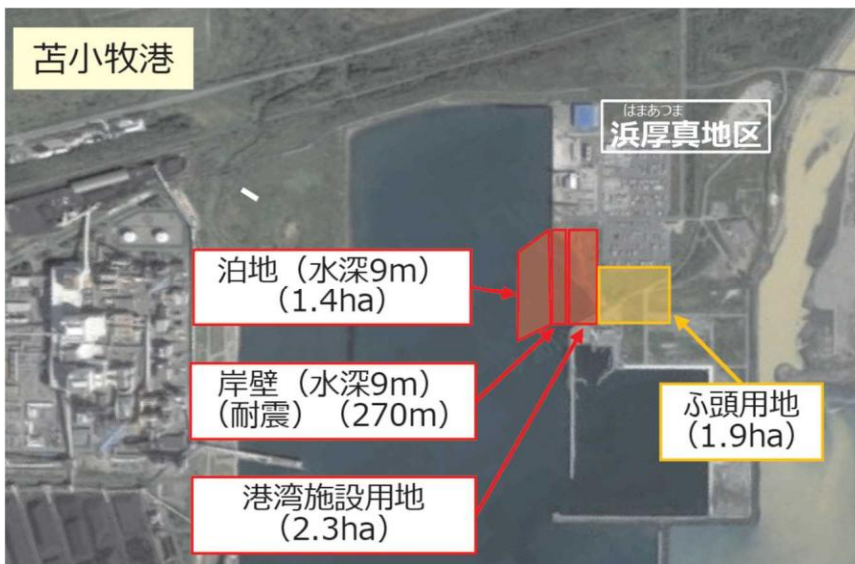 苫小牧港
はまあつま
浜厚真地区
泊地（水深9m）
（1.4ha）
岸壁（水深9m）
（耐震）（270m）
ふ頭用地
（1.9ha）
港湾施設用地
（2.3ha）